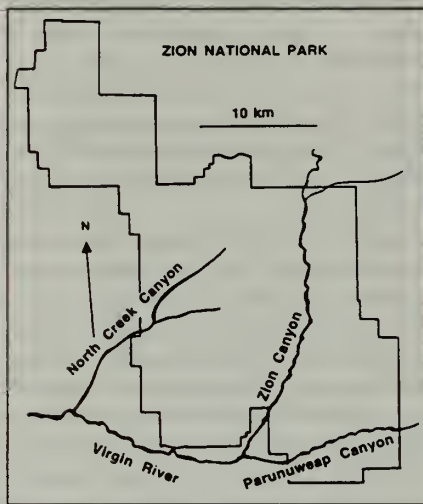 ZION NATIONAL PARK
10 km
N
North Creek Canyon
Zion Canyon
Virgin River
Parunuweap Canyon